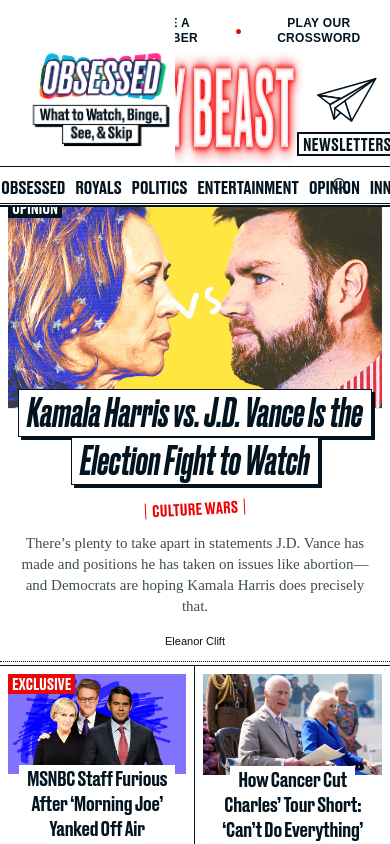 PLAY OUR
CROSSWORD
OBSESSED
What to Watch, Binge,
See, & Skip
Y BEAST
NEWSLETTERS
OBSESSED ROYALS POLITICS ENTERTAINMENT OPINION INN
OPINION
vs
Kamala Harris vs. J.D. Vance Is the
Election Fight to Watch
CULTURE WARS
There’s plenty to take apart in statements J.D. Vance has
made and positions he has taken on issues like abortion—
and Democrats are hoping Kamala Harris does precisely
that.
Eleanor Clift
EXCLUSIVE
MSNBC Staff Furious
After ‘Morning Joe’
Yanked Off Air
How Cancer Cut
Charles’ Tour Short:
‘Can’t Do Everything’